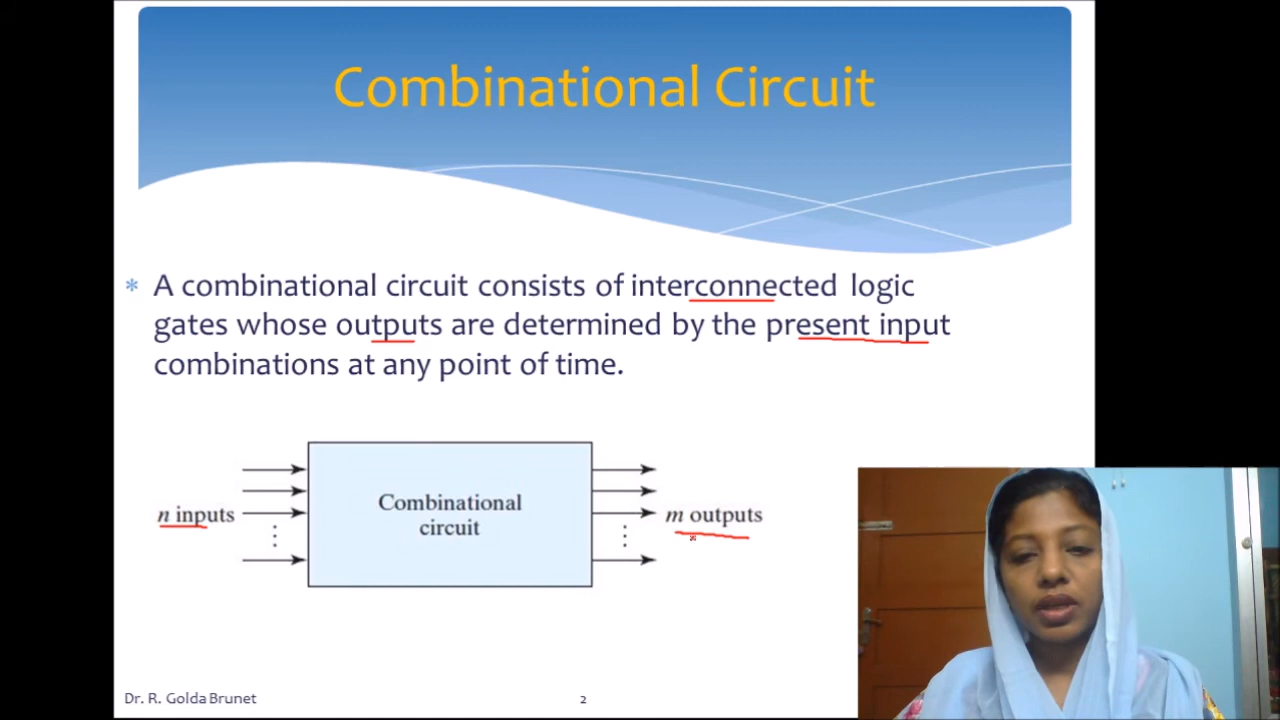 Combinational Circuit
* A combinational circuit consists of interconnected logic
gates whose outputs are determined by the present input
combinations at any point of time.
n inputs
Combinational
circuit
m outputs
Dr. R. Golda Brunet
2